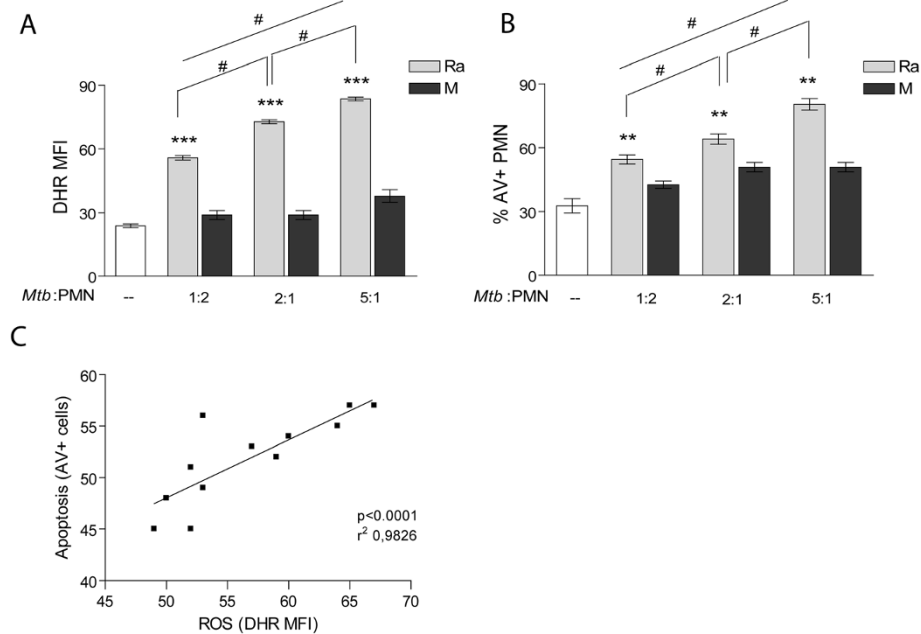 A
#
#
#
Ra
M
DHR MFI
90
60
30
0
***
***
***
Mtb:PMN
--
1:2
2:1
5:1
B
#
#
#
Ra
M
% AV+ PMN
90
60
30
0
**
**
**
Mtb:PMN
--
1:2
2:1
5:1
C
Apoptosis (AV+ cells)
60
55
50
45
40
p<0.0001
r² 0,9826
45
50
55
60
65
70
ROS (DHR MFI)